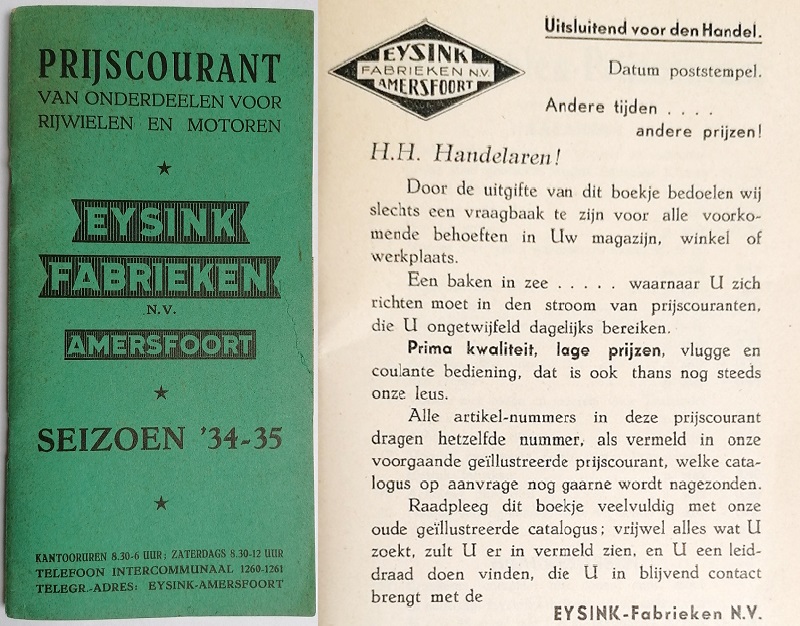 PRIJSCOURANT
VAN ONDERDEELEN VOOR
RIJWIELEN EN MOTOREN
EYSINK
FABRIEKEN
N.V.
AMERSFOORT
SEIZOEN '34-35
KANTOORUREN 8.30-6 UUR; ZATERDAGS 8.30-12 UUR
TELEFOON INTERCOMMUNAAL 1260-1261
TELEGR.-ADRES: EYSINK-AMERSFOORT
EYSINK
FABRIEKEN N.V.
AMERSFOORT
Uitsluitend voor den Handel.
Datum poststempel.
Andere tijden . . . .
andere prijzen!
H.H. Handelaren!
Door de uitgifte van dit boekje bedoelen wij
slechts een vraagbaak te zijn voor alle voorko-
mende behoeften in Uw magazijn, winkel of
werkplaats.
Een baken in zee . . . . . waarnaar U zich
richten moet in den stroom van prijscouranten,
die U ongetwijfeld dagelijks bereiken.
Prima kwaliteit, lage prijzen, vlugge en
coulante bediening, dat is ook thans nog steeds
onze leus.
Alle artikel-nummers in deze prijscourant
dragen hetzelfde nummer, als vermeld in onze
voorgaande geïllustreerde prijscourant, welke cata-
logus op aanvrage nog gaarne wordt nagezonden.
Raadpleeg dit boekje veelvuldig met onze
oude geïllustreerde catalogus; vrijwel alles wat U
zoekt, zult U er in vermeld zien, en U een leid-
draad doen vinden, die U in blijvend contact
brengt met de
EYSINK-Fabrieken N.V.